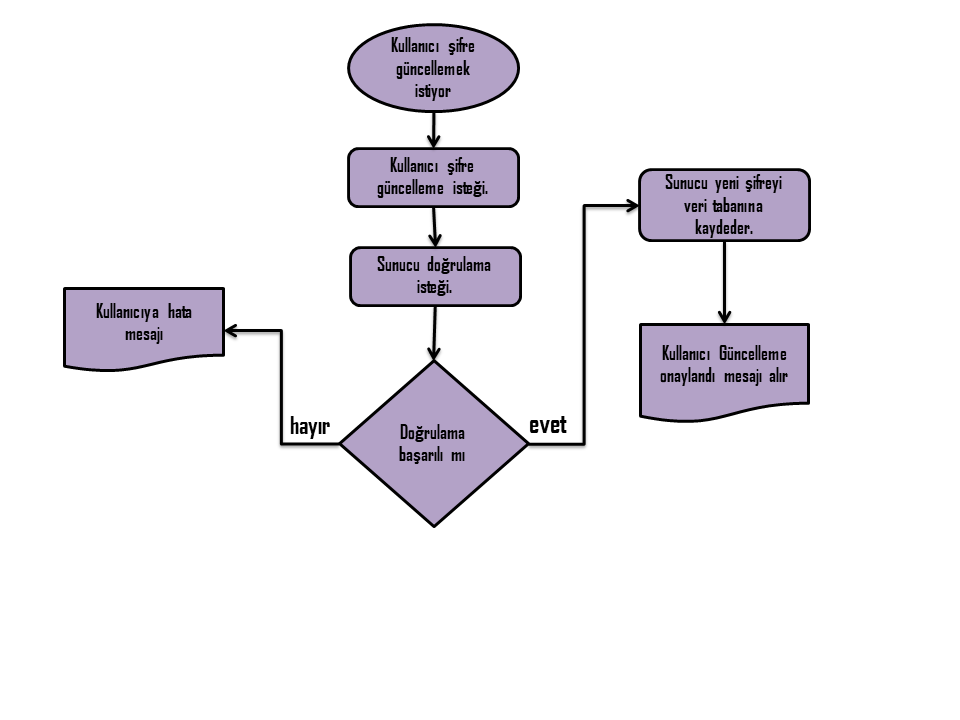 Kullanıcı şifre
güncellemek
istiyor
Kullanıcı şifre
güncelleme isteği.
Sunucu doğrulama
isteği.
Doğrulama
başarılı mı
hayır
Kullanıcıya hata
mesajı
evet
Sunucu yeni şifreyi
veri tabanına
kaydeder.
Kullanıcı Güncelleme
onaylandı mesajı alır